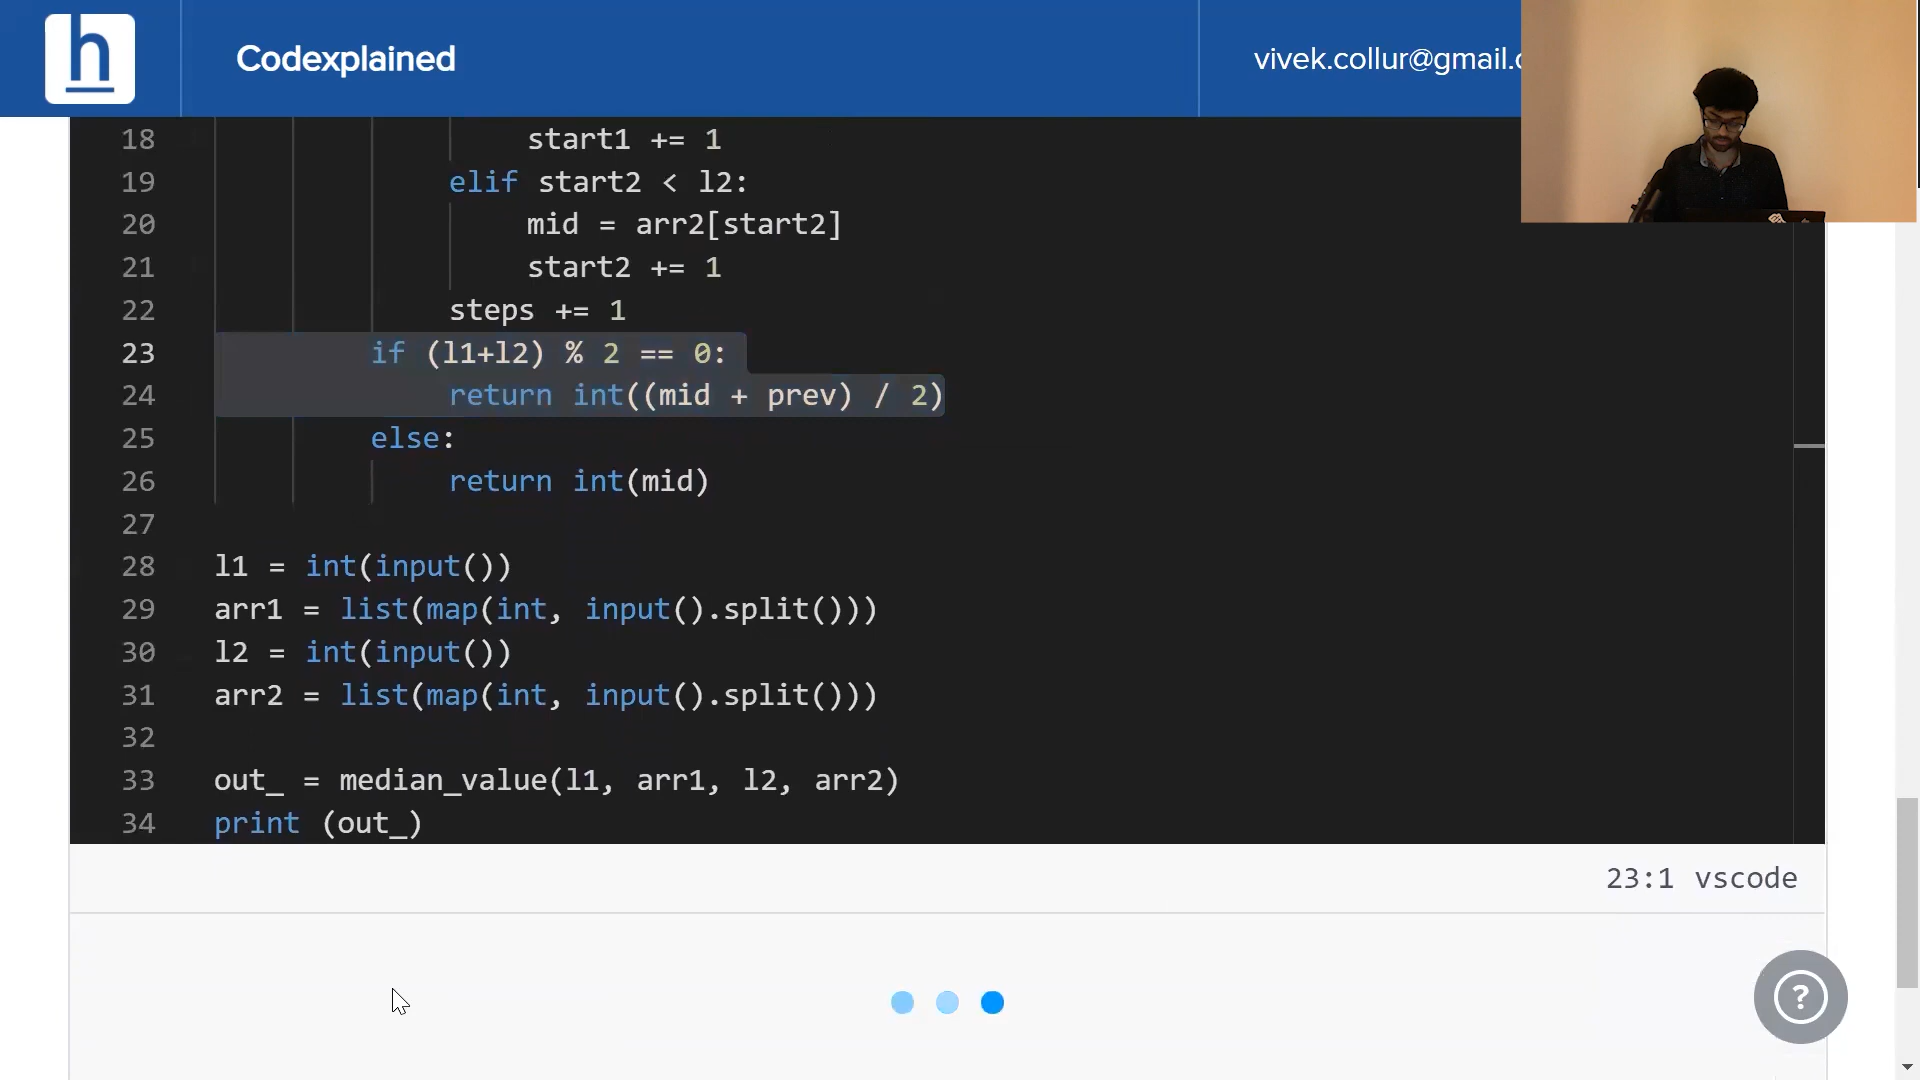 h
Codexplained
vivek.collur@gmail.c
18 start1 += 1
19 elif start2 < l2:
20 mid = arr2[start2]
21 start2 += 1
22 steps += 1
23 if (l1+l2) % 2 == 0:
24 return int((mid + prev) / 2)
25 else:
26 return int(mid)
27
28 l1 = int(input())
29 arr1 = list(map(int, input().split()))
30 l2 = int(input())
31 arr2 = list(map(int, input().split()))
32
33 out_ = median_value(l1, arr1, l2, arr2)
34 print (out_)
23:1 vscode
?